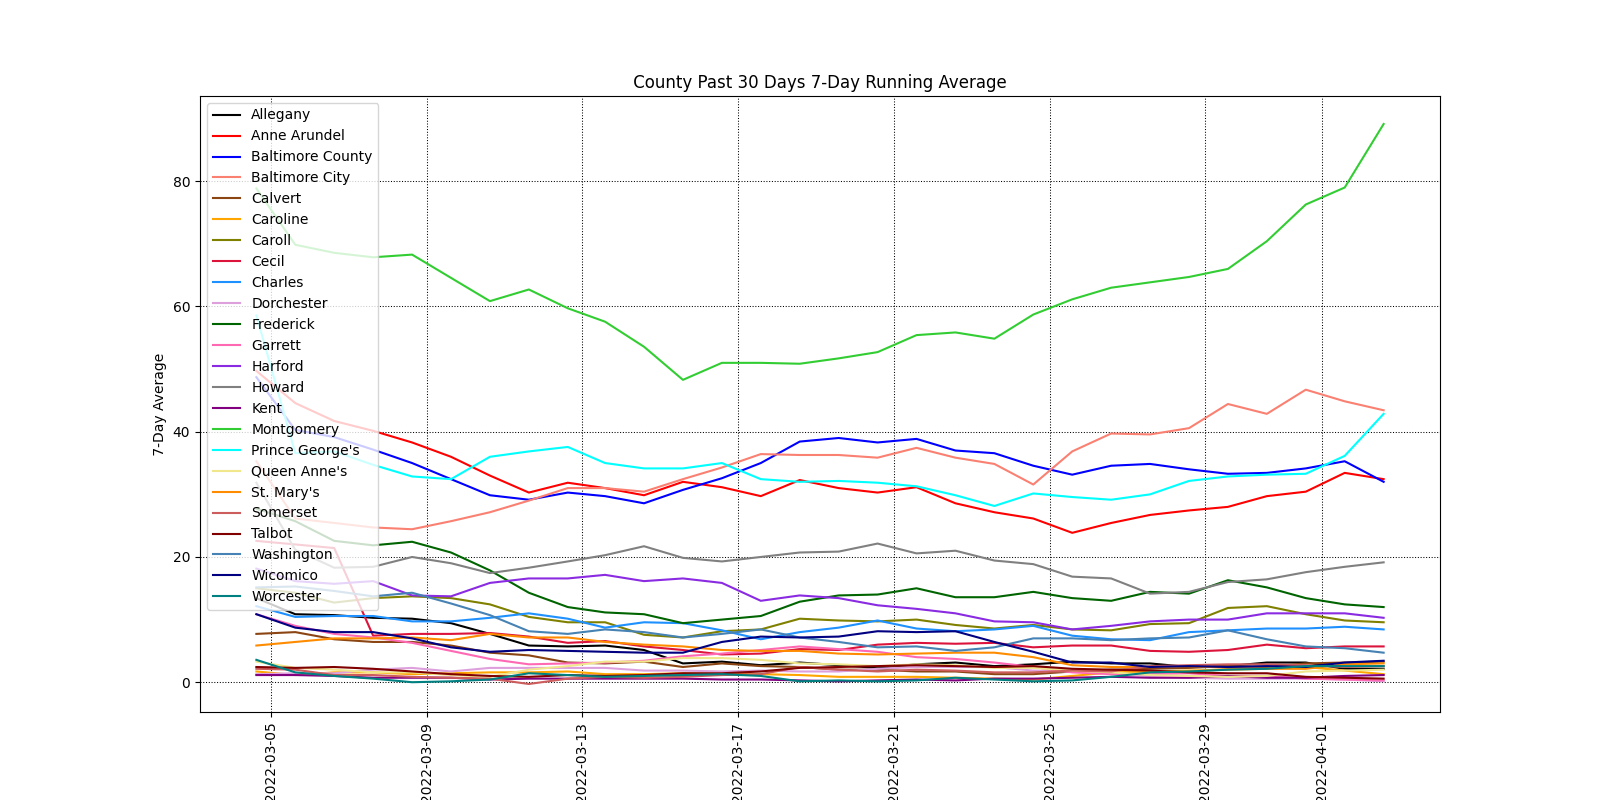 County Past 30 Days 7-Day Running Average
Allegany
Anne Arundel
Baltimore County
Baltimore City
Calvert
Caroline
Caroll
Cecil
Charles
Dorchester
Frederick
Garrett
Harford
Howard
Kent
Montgomery
Prince George's
Queen Anne's
St. Mary's
Somerset
Talbot
Washington
Wicomico
Worcester
7-Day Average
80
60
40
20
0
2022-03-05
2022-03-09
2022-03-13
2022-03-17
2022-03-21
2022-03-25
2022-03-29
2022-04-01